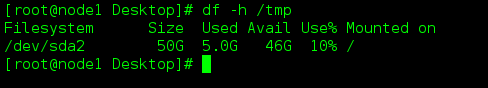 [root@node1 Desktop]# df -h /tmp
Filesystem      Size  Used Avail Use% Mounted on
/dev/sda2        50G  5.0G   46G  10% /
[root@node1 Desktop]#